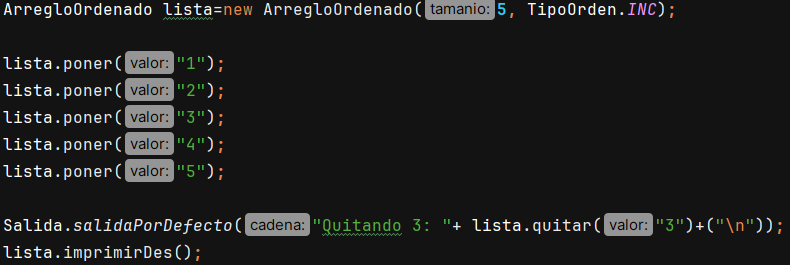 ArregloOrdenado lista=new ArregloOrdenado( tamanio: 5, TipoOrden.INC);
lista.poner( valor: "1");
lista.poner( valor: "2");
lista.poner( valor: "3");
lista.poner( valor: "4");
lista.poner( valor: "5");
Salida.salidaPorDefecto( cadena: "Quitando 3: "+ lista.quitar( valor: "3")+("\n"));
lista.imprimirDes();